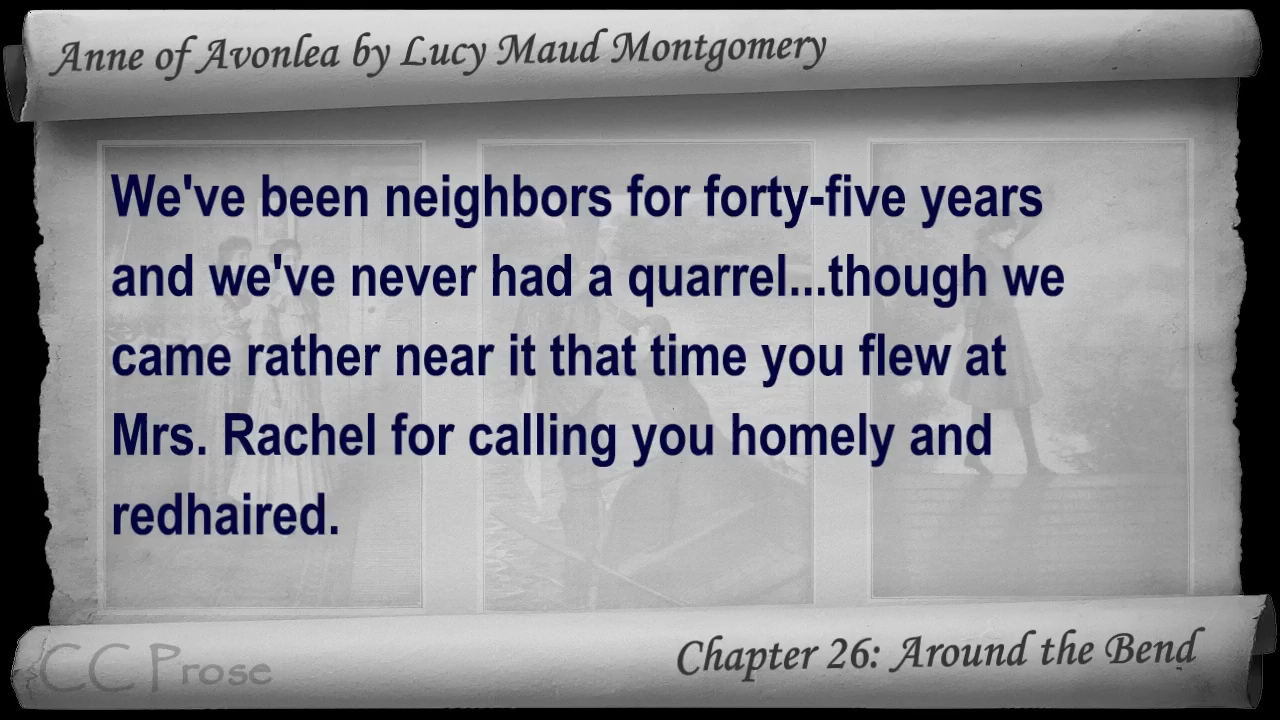 Anne of Avonlea by Lucy Maud Montgomery
We've been neighbors for forty-five years
and we've never had a quarrel...though we
came rather near it that time you flew at
Mrs. Rachel for calling you homely and
redhaired.
CC Prose
Chapter 26: Around the Bend